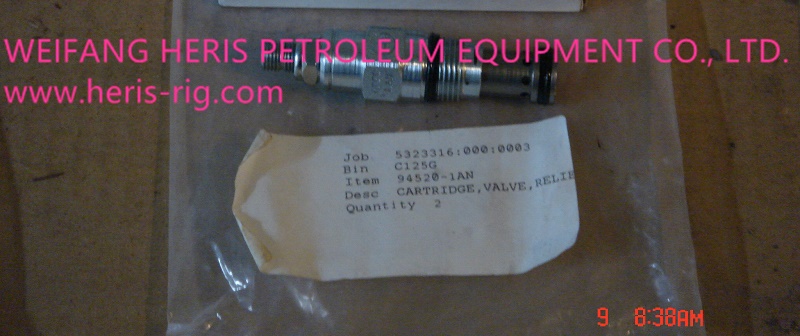 WEIFANG HERIS PETROLEUM EQUIPMENT CO., LTD.
www.heris-rig.com
Job 5323316:000:0003
Bin C125G
Item 94520-1AN
Desc CARTRIDGE,VALVE,RELIE
Quantity 2
9 8:38AM